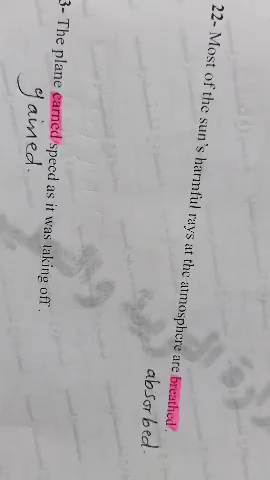 22- Most of the sun's harmful rays at the atmosphere are breathed.
absorbed.
3- The plane earned speed as it was taking off.
gained.